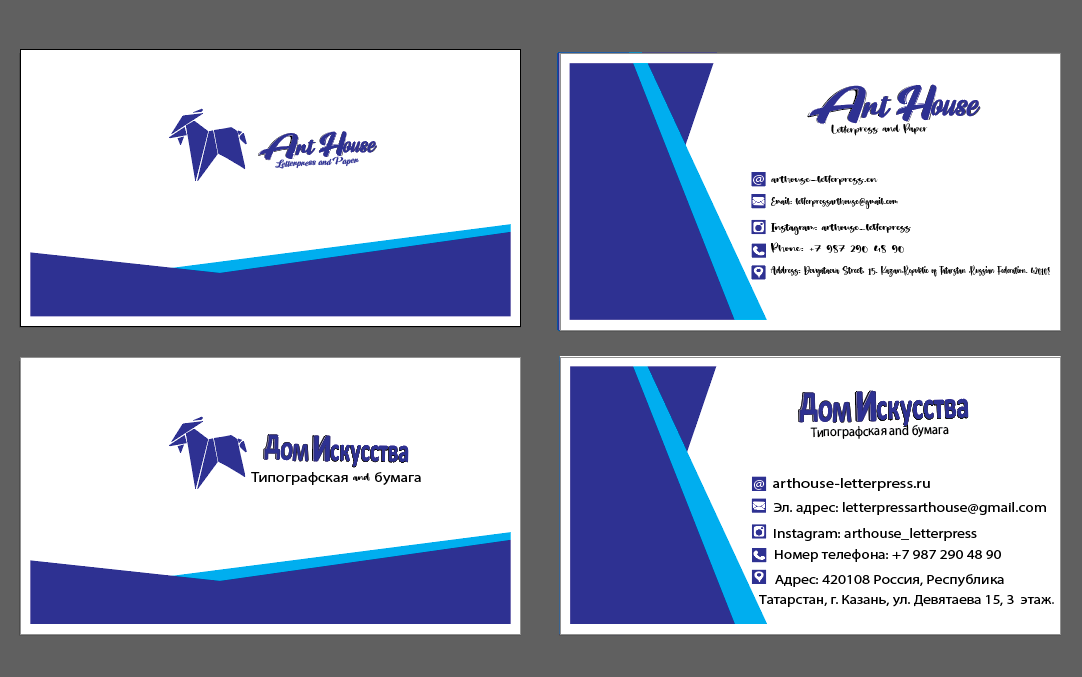 Art House
Letterpress and Paper
Art House
Letterpress and Paper
@ arthouse-letterpress.en
Email: letterpressarthouse@gmail.com
Instagram: arthouse_letterpress
Phone: +7 987 290 48 90
Address: Devyataeva Street, 15, Kazan Republic of Tatarstan Russian Federation,
Дом Искусства
Типографская and бумага
Дом Искусства
Типографская and бумага
@ arthouse-letterpress.ru
Эл. адрес: letterpressarthouse@gmail.com
Instagram: arthouse_letterpress
Номер телефона: +7 987 290 48 90
Адрес: 420108 Россия, Республика
Татарстан, г. Казань, ул. Девятаева 15, 3 этаж.